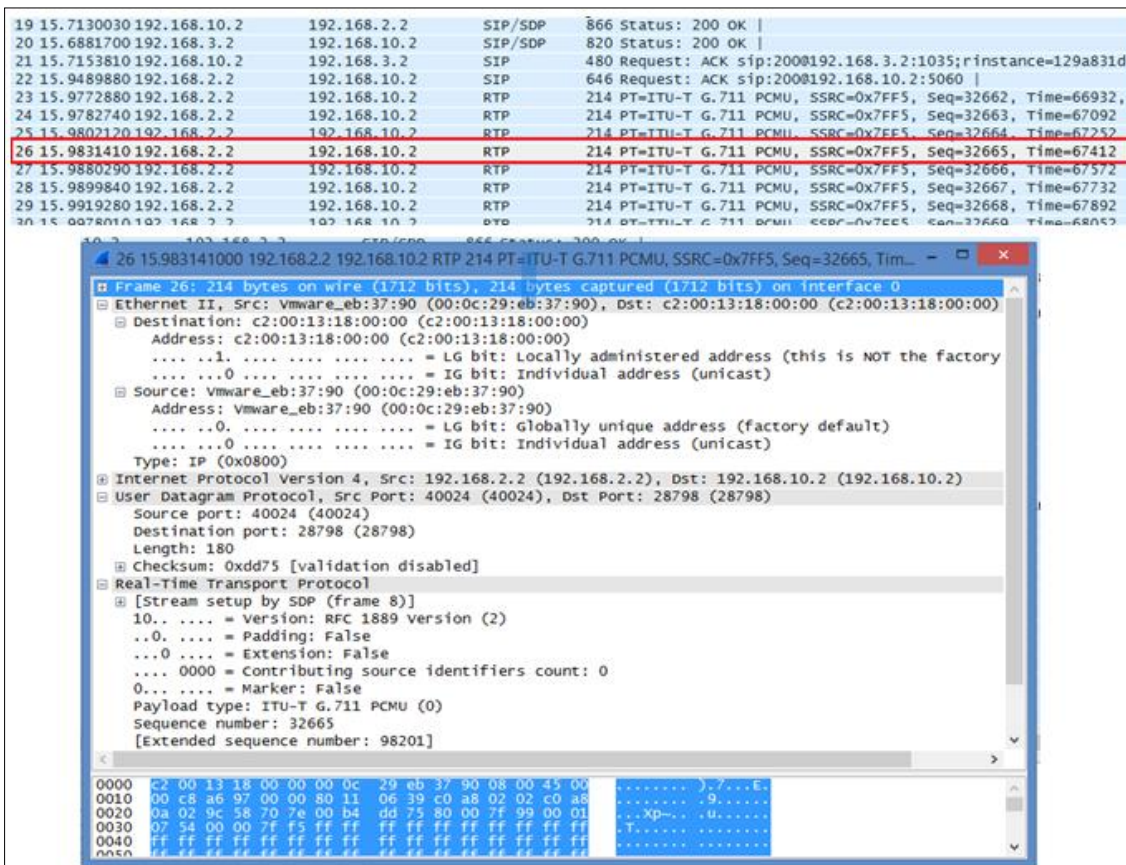 19 15.7130030 192.168.10.2 192.168.2.2 SIP/SDP 866 Status: 200 OK |
20 15.6881700 192.168.3.2 192.168.10.2 SIP/SDP 820 Status: 200 OK |
21 15.7153810 192.168.10.2 192.168.3.2 SIP 480 Request: ACK sip:200@192.168.3.2:1035;rinstance=129a831d
22 15.9489880 192.168.2.2 192.168.10.2 SIP 646 Request: ACK sip:200@192.168.10.2:5060 |
23 15.9772880 192.168.2.2 192.168.10.2 RTP 214 PT=ITU-T G.711 PCMU, SSRC=0x7FF5, Seq=32662, Time=66932,
24 15.9782740 192.168.2.2 192.168.10.2 RTP 214 PT=ITU-T G.711 PCMU, SSRC=0x7FF5, Seq=32663, Time=67092
25 15.9802120 192.168.2.2 192.168.10.2 RTP 214 PT=ITU-T G.711 PCMU, SSRC=0x7FF5, Seq=32664, Time=67252
26 15.9831410 192.168.2.2 192.168.10.2 RTP 214 PT=ITU-T G.711 PCMU, SSRC=0x7FF5, Seq=32665, Time=67412
27 15.9880290 192.168.2.2 192.168.10.2 RTP 214 PT=ITU-T G.711 PCMU, SSRC=0x7FF5, Seq=32666, Time=67572
28 15.9899840 192.168.2.2 192.168.10.2 RTP 214 PT=ITU-T G.711 PCMU, SSRC=0x7FF5, Seq=32667, Time=67732
29 15.9919280 192.168.2.2 192.168.10.2 RTP 214 PT=ITU-T G.711 PCMU, SSRC=0x7FF5, Seq=32668, Time=67892
30 15.9978010 192.168.2.2 192.168.10.2 RTP 214 PT=ITU-T G.711 PCMU, SSRC=0x7FF5, Seq=32669, Time=68052
26 15.983141000 192.168.2.2 192.168.10.2 RTP 214 PT=ITU-T G.711 PCMU, SSRC=0x7FF5, Seq=32665, Tim...
Frame 26: 214 bytes on wire (1712 bits), 214 bytes captured (1712 bits) on interface 0
Ethernet II, Src: Vmware_eb:37:90 (00:0c:29:eb:37:90), Dst: c2:00:13:18:00:00 (c2:00:13:18:00:00)
Destination: c2:00:13:18:00:00 (c2:00:13:18:00:00)
Address: c2:00:13:18:00:00 (c2:00:13:18:00:00)
.... ..1. .... .... .... .... = LG bit: Locally administered address (this is NOT the factory
.... ...0 .... .... .... .... = IG bit: Individual address (unicast)
Source: Vmware_eb:37:90 (00:0c:29:eb:37:90)
Address: Vmware_eb:37:90 (00:0c:29:eb:37:90)
.... ..0. .... .... .... .... = LG bit: Globally unique address (factory default)
.... ...0 .... .... .... .... = IG bit: Individual address (unicast)
Type: IP (0x0800)
Internet Protocol Version 4, Src: 192.168.2.2 (192.168.2.2), Dst: 192.168.10.2 (192.168.10.2)
User Datagram Protocol, Src Port: 40024 (40024), Dst Port: 28798 (28798)
Source port: 40024 (40024)
Destination port: 28798 (28798)
Length: 180
Checksum: 0xdd75 [validation disabled]
Real-Time Transport Protocol
[Stream setup by SDP (frame 8)]
10.. .... = Version: RFC 1889 Version (2)
..0. .... = Padding: False
...0 .... = Extension: False
.... 0000 = Contributing source identifiers count: 0
0... .... = Marker: False
Payload type: ITU-T G.711 PCMU (0)
Sequence number: 32665
[Extended sequence number: 98201]
0000 c2 00 13 18 00 00 00 0c 29 eb 37 90 08 00 45 00 ........ ).7...E.
0010 00 c8 a6 97 00 00 80 11 06 39 c0 a8 02 02 c0 a8 ........ .9......
0020 0a 02 9c 58 70 7e 00 b4 dd 75 80 00 7f 99 00 01 ...Xp~.. .u......
0030 07 54 00 00 7f f5 ff ff ff ff ff ff ff ff ff ff .T...... ........
0040 ff ff ff ff ff ff ff ff ff ff ff ff ff ff ff ff ........ ........